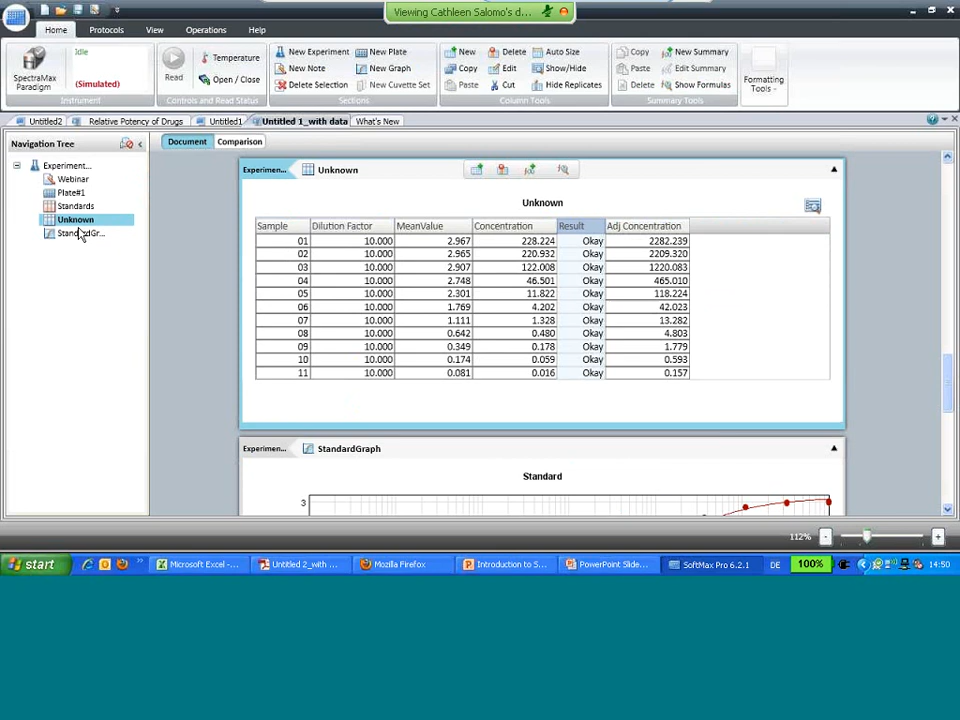 Viewing Cathleen Salomo's d...
Home Protocols View Operations Help
SpectraMax Paradigm
Idle
(Simulated)
Instrument
Read
Temperature
Open / Close
Controls and Read Status
New Experiment New Plate
New Note New Graph
Delete Selection New Cuvette Set
Sections
New Delete Auto Size
Copy Edit Show/Hide
Paste Cut Hide Replicates
Column Tools
Copy New Summary
Paste Edit Summary
Delete Show Formulas
Summary Tools
Formatting Tools
Untitled2 Relative Potency of Drugs Untitled1 Untitled 1_with data What's New
Navigation Tree
Experiment...
Webinar
Plate#1
Standards
Unknown
StandardGr...
Document Comparison
Experimen... Unknown
Unknown
Sample Dilution Factor MeanValue Concentration Result Adj Concentration
01 10.000 2.967 228.224 Okay 2282.239
02 10.000 2.965 220.932 Okay 2209.320
03 10.000 2.907 122.008 Okay 1220.083
04 10.000 2.748 46.501 Okay 465.010
05 10.000 2.301 11.822 Okay 118.224
06 10.000 1.769 4.202 Okay 42.023
07 10.000 1.111 1.328 Okay 13.282
08 10.000 0.642 0.480 Okay 4.803
09 10.000 0.349 0.178 Okay 1.779
10 10.000 0.174 0.059 Okay 0.593
11 10.000 0.081 0.016 Okay 0.157
Experimen... StandardGraph
Standard
3
112%
start Microsoft Excel -... Untitled 2_with ... Mozilla Firefox Introduction to S... PowerPoint Slide... SoftMax Pro 6.2.1 DE 100% 14:50